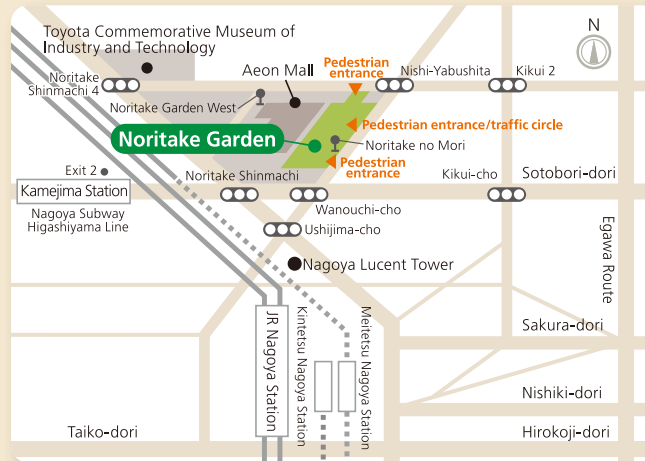 Toyota Commemorative Museum of
Industry and Technology
N
Aeon Mall
Pedestrian
entrance
Noritake
Shinmachi 4
Nishi-Yabushita
Kikui 2
Noritake Garden West
Pedestrian entrance/traffic circle
Noritake Garden
Noritake no Mori
Pedestrian
entrance
Exit 2
Noritake Shinmachi
Kikui-cho
Sotobori-dori
Kamejima Station
Nagoya Subway
Higashiyama Line
Wanouchi-cho
Ushijima-cho
Egawa Route
Nagoya Lucent Tower
JR Nagoya Station
Kintetsu Nagoya Station
Meitetsu Nagoya Station
Sakura-dori
Nishiki-dori
Taiko-dori
Hirokoji-dori